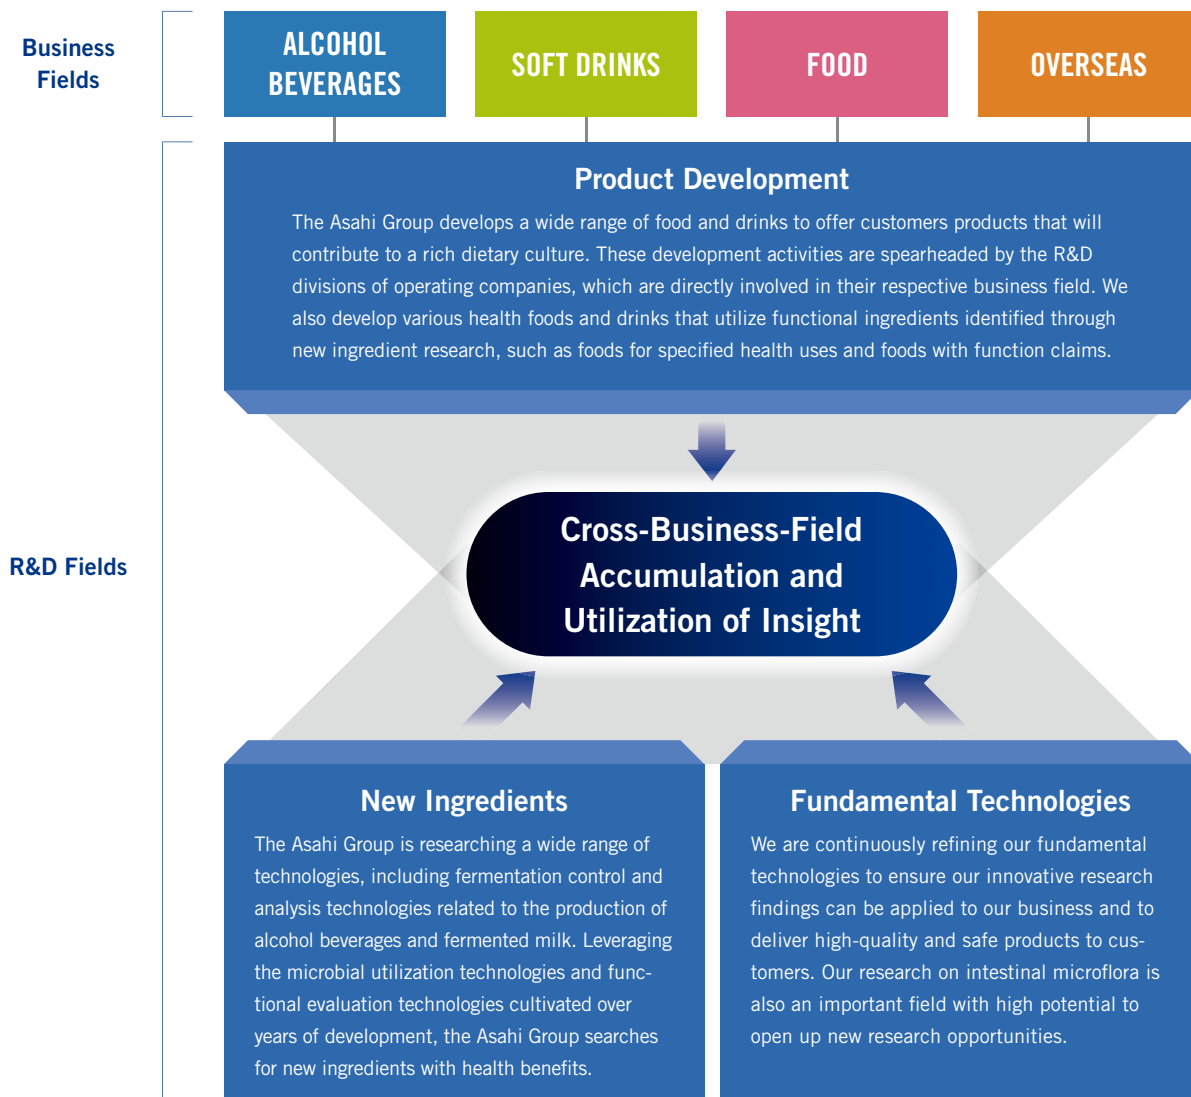 Business
Fields
ALCOHOL
BEVERAGES
SOFT DRINKS
FOOD
OVERSEAS
Product Development
The Asahi Group develops a wide range of food and drinks to offer customers products that will
contribute to a rich dietary culture. These development activities are spearheaded by the R&D
divisions of operating companies, which are directly involved in their respective business field. We
also develop various health foods and drinks that utilize functional ingredients identified through
new ingredient research, such as foods for specified health uses and foods with function claims.
R&D Fields
Cross-Business-Field
Accumulation and
Utilization of Insight
New Ingredients
The Asahi Group is researching a wide range of
technologies, including fermentation control and
analysis technologies related to the production of
alcohol beverages and fermented milk. Leveraging
the microbial utilization technologies and func-
tional evaluation technologies cultivated over
years of development, the Asahi Group searches
for new ingredients with health benefits.
Fundamental Technologies
We are continuously refining our fundamental
technologies to ensure our innovative research
findings can be applied to our business and to
deliver high-quality and safe products to cus-
tomers. Our research on intestinal microflora is
also an important field with high potential to
open up new research opportunities.